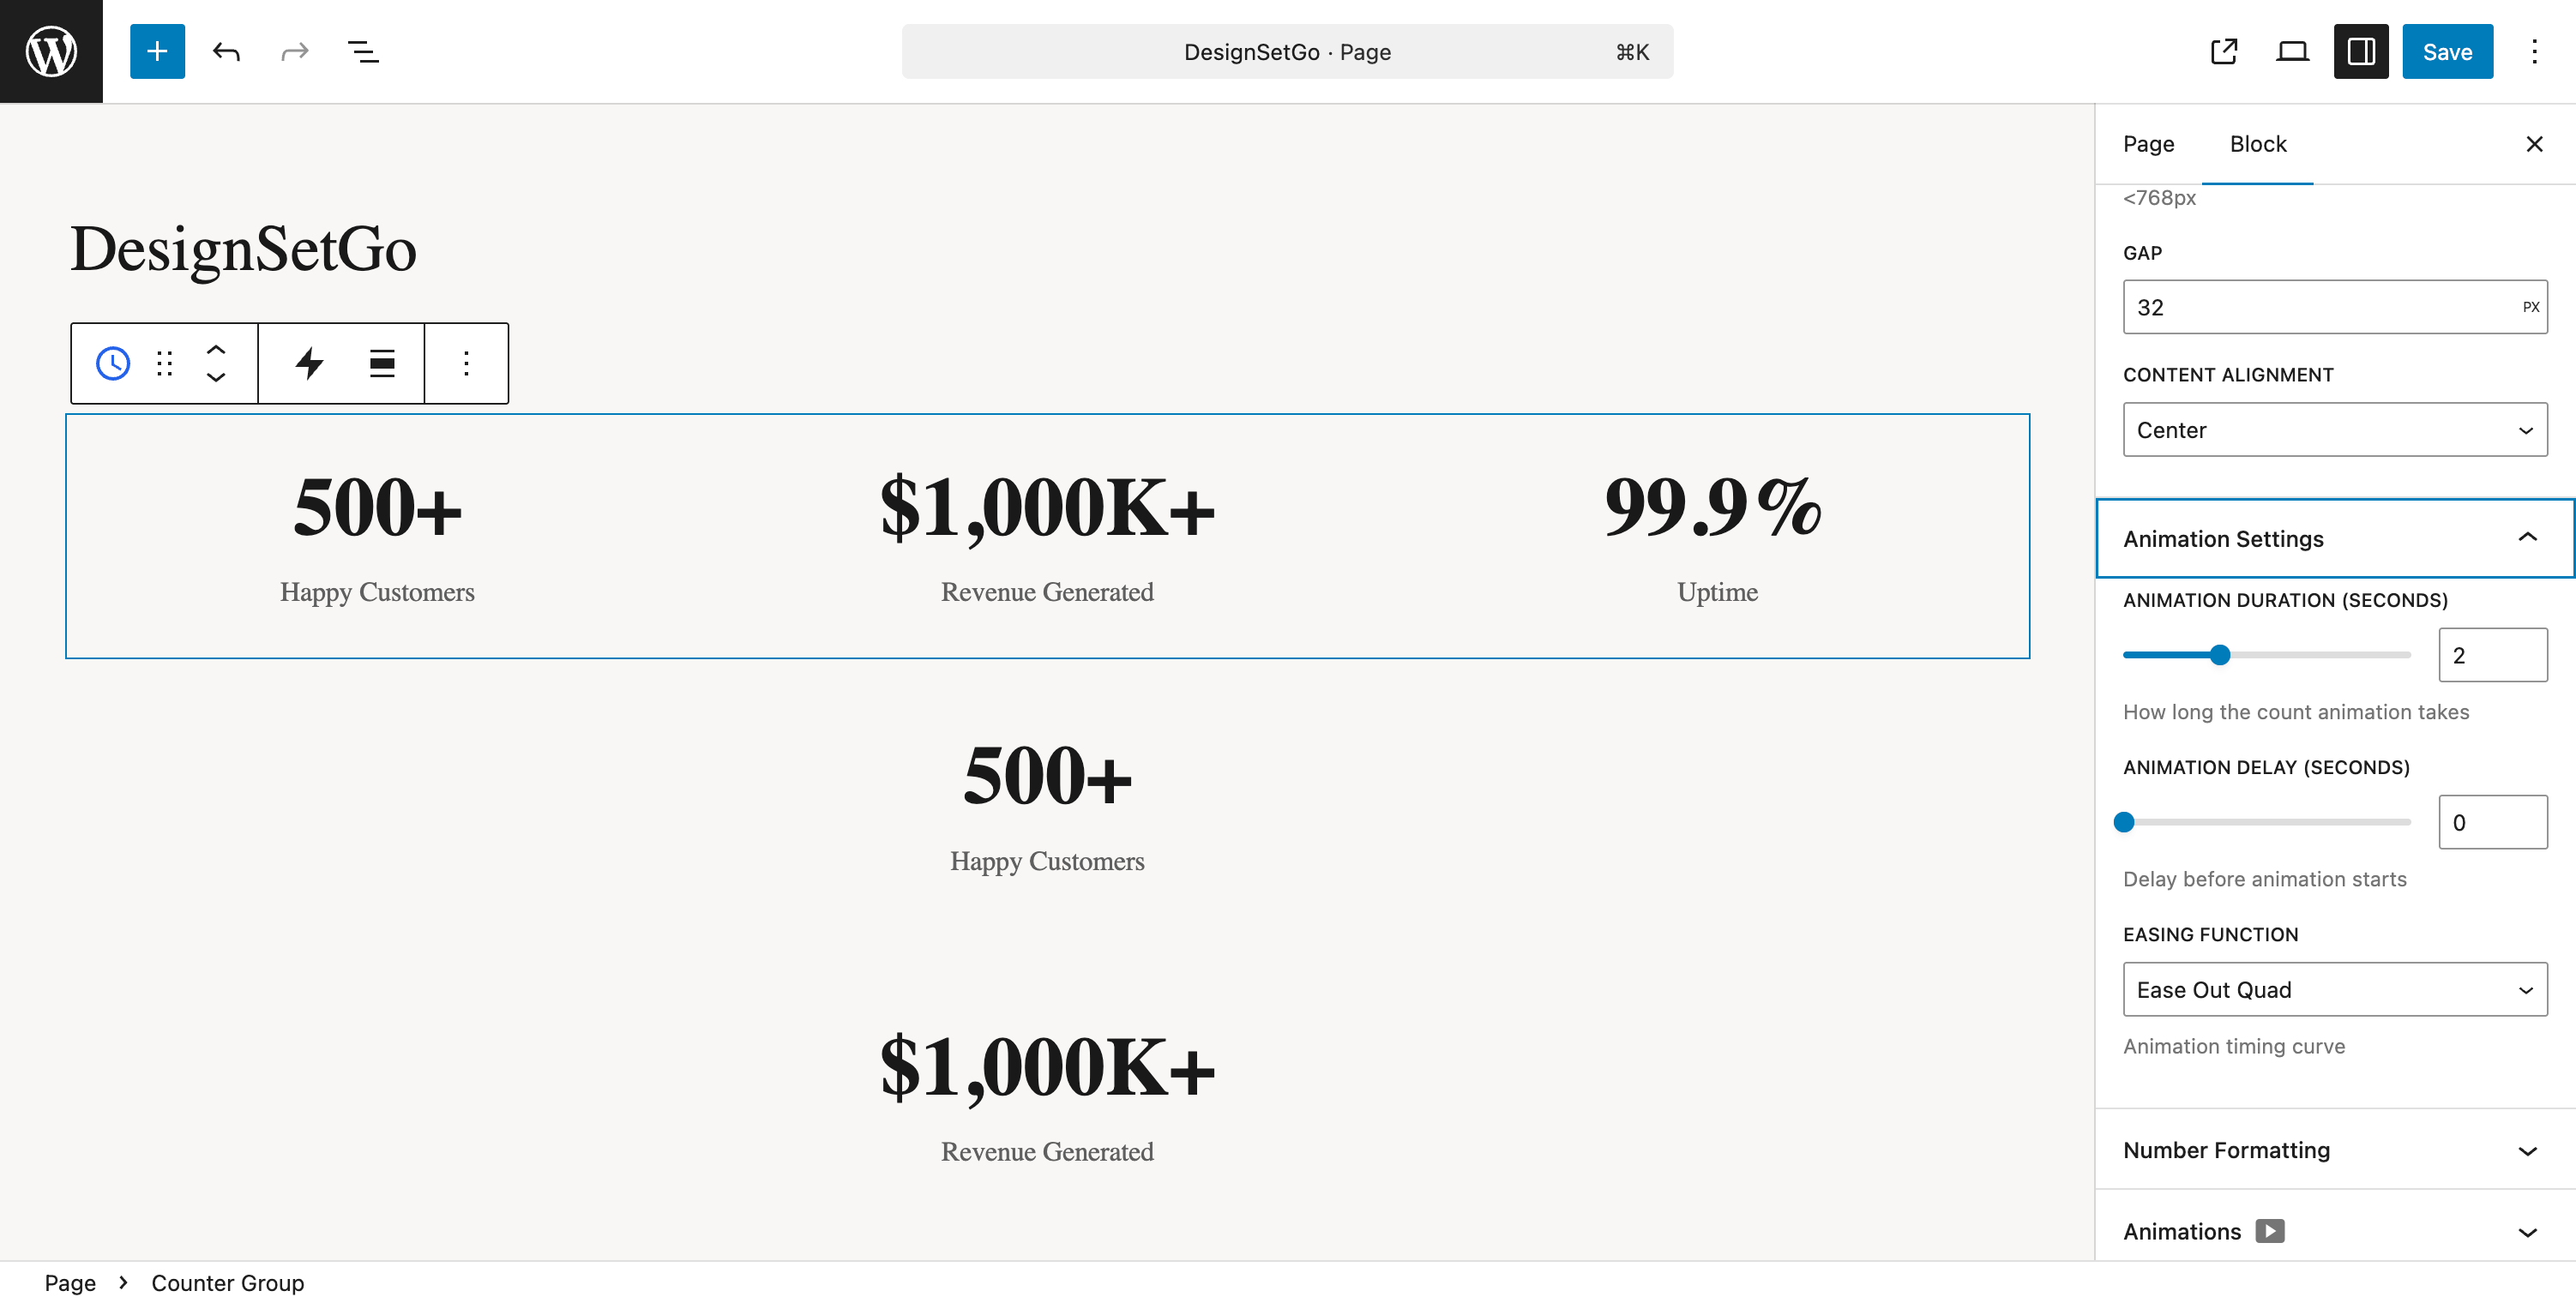 DesignSetGo · Page ⌘K
Save
Page Block
<768px
GAP
32 PX
CONTENT ALIGNMENT
Center
Animation Settings
ANIMATION DURATION (SECONDS)
2
How long the count animation takes
ANIMATION DELAY (SECONDS)
0
Delay before animation starts
EASING FUNCTION
Ease Out Quad
Animation timing curve
Number Formatting
Animations
DesignSetGo
500+ $1,000K+ 99.9%
Happy Customers Revenue Generated Uptime
500+
Happy Customers
$1,000K+
Revenue Generated
Page > Counter Group